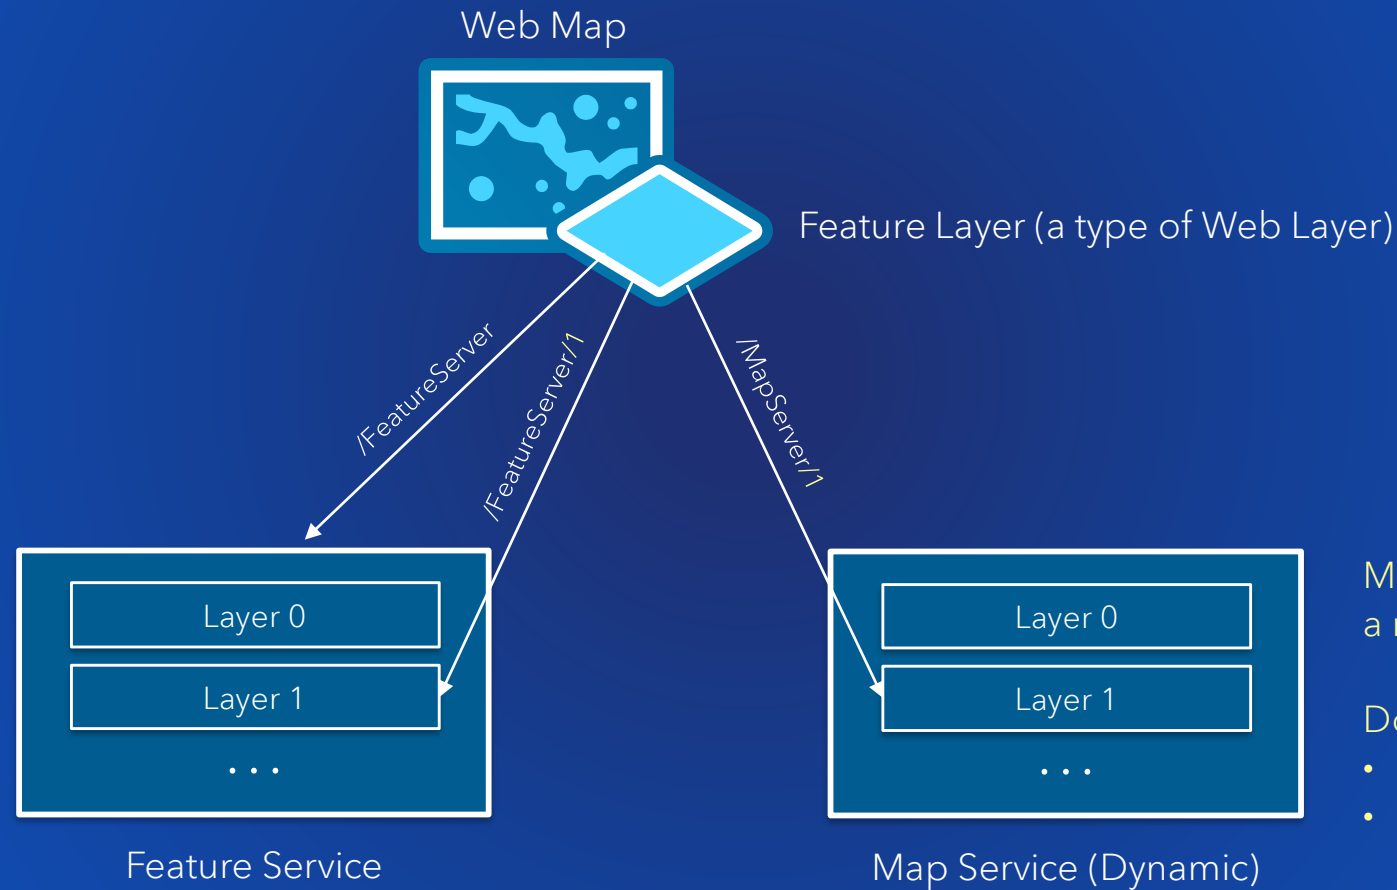 Web Map
Feature Layer (a type of Web Layer)
/FeatureServer
/FeatureServer/1
/MapServer/1
Layer 0
Layer 1
. . .
Feature Service
Layer 0
Layer 1
. . .
Map Service (Dynamic)
a